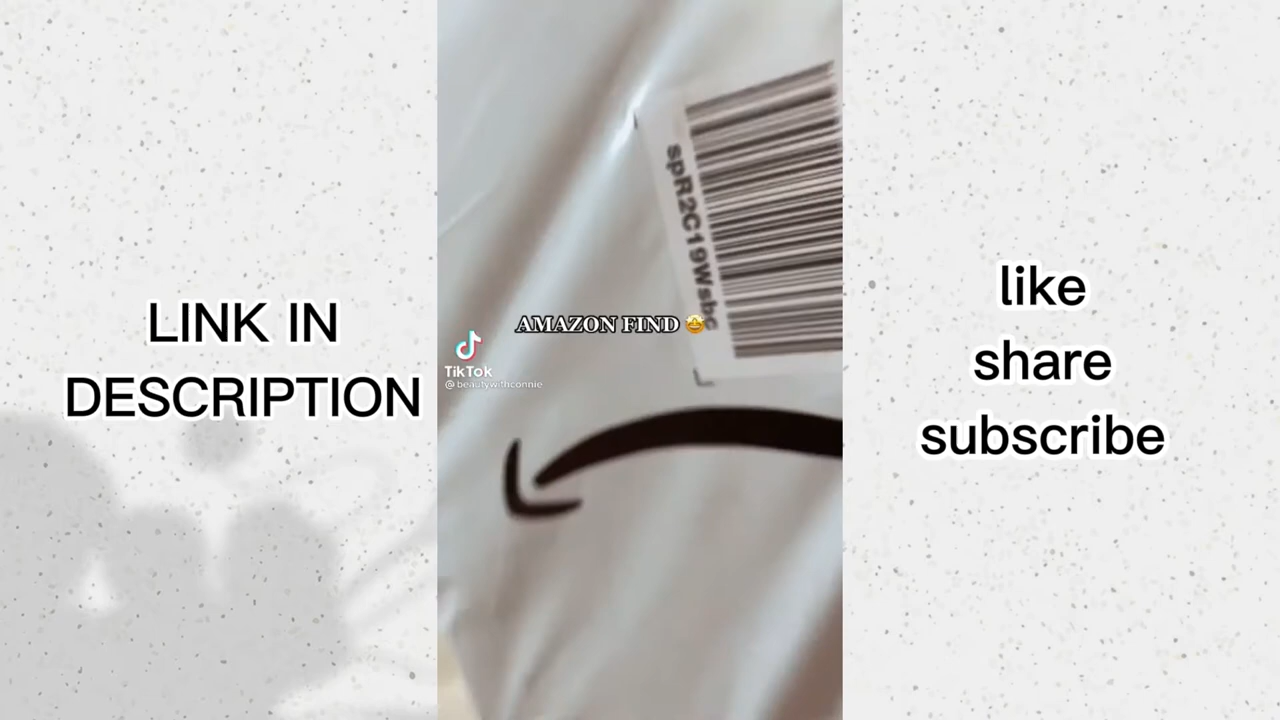 LINK IN
DESCRIPTION
spR2C19Wsbc
AMAZON FIND 🤩
TikTok
@beautywithconnie
like
share
subscribe